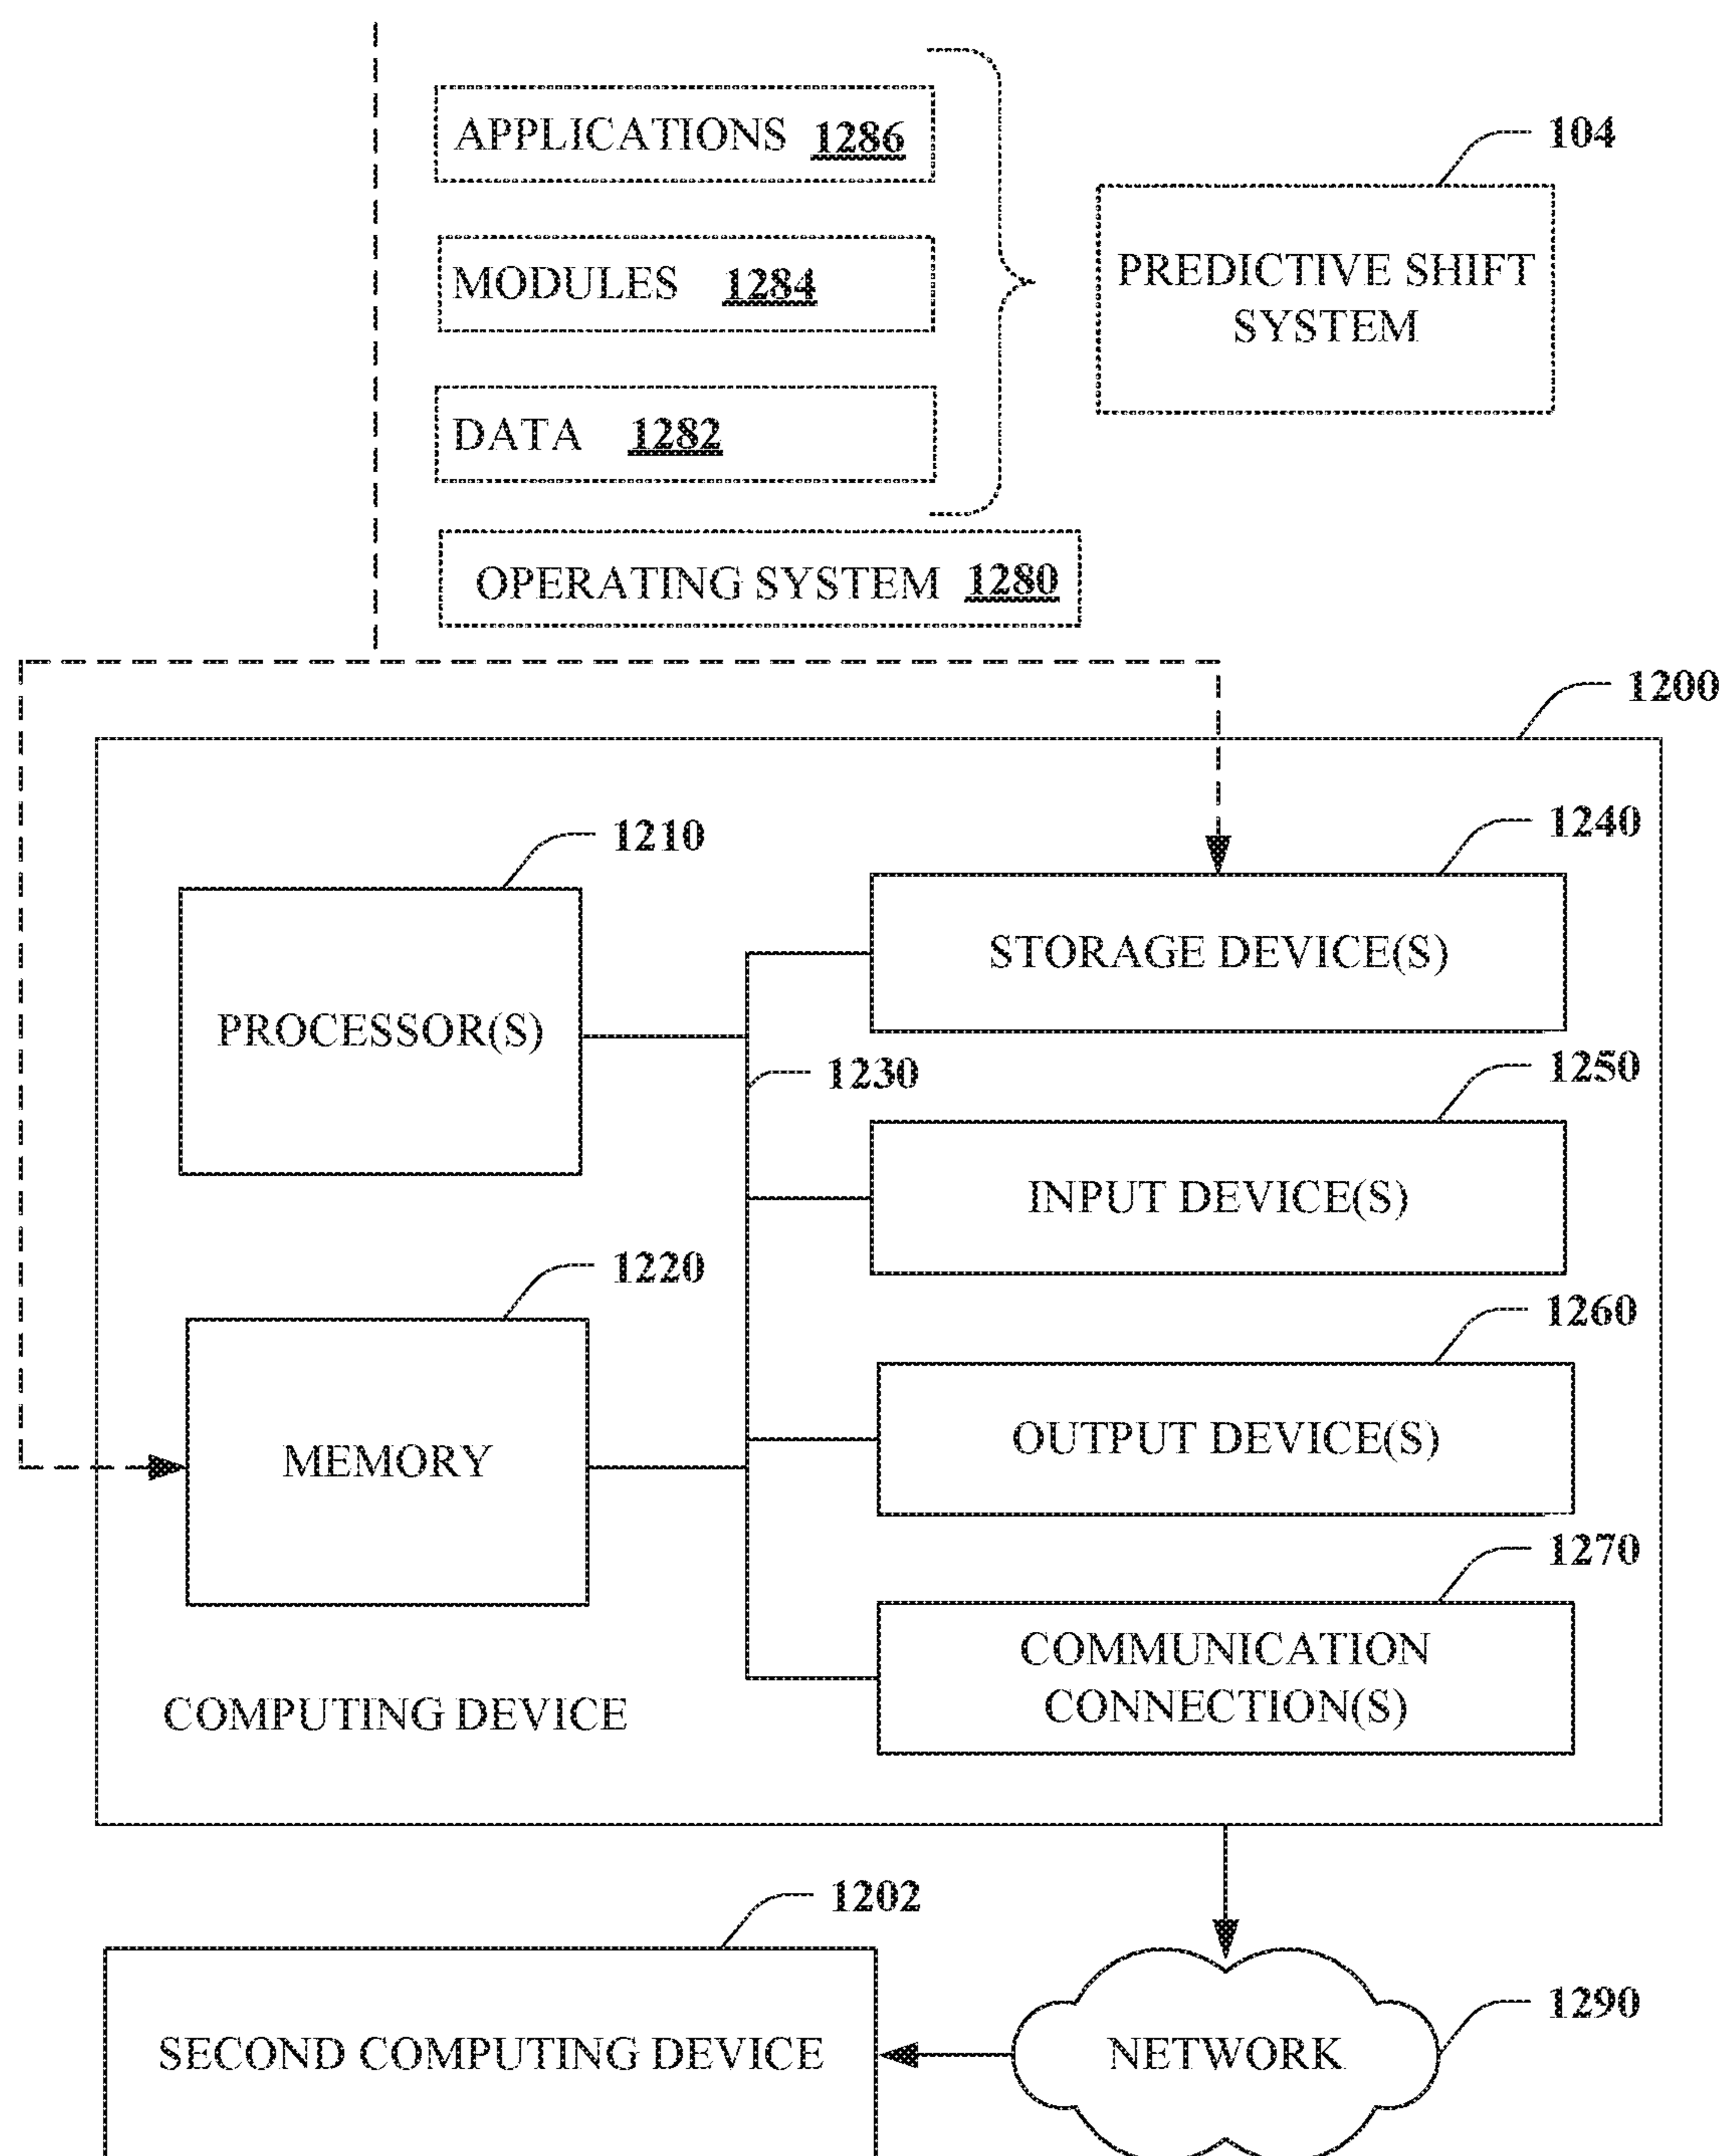 APPLICATIONS 1286
104
MODULES 1284
PREDICTIVE SHIFT
SYSTEM
DATA 1282
OPERATING SYSTEM 1280
1200
1210
1240
STORAGE DEVICE(S)
PROCESSOR(S)
1230
1250
INPUT DEVICE(S)
1220
1260
OUTPUT DEVICE(S)
MEMORY
1270
COMMUNICATION
CONNECTION(S)
COMPUTING DEVICE
1202
1290
SECOND COMPUTING DEVICE
NETWORK